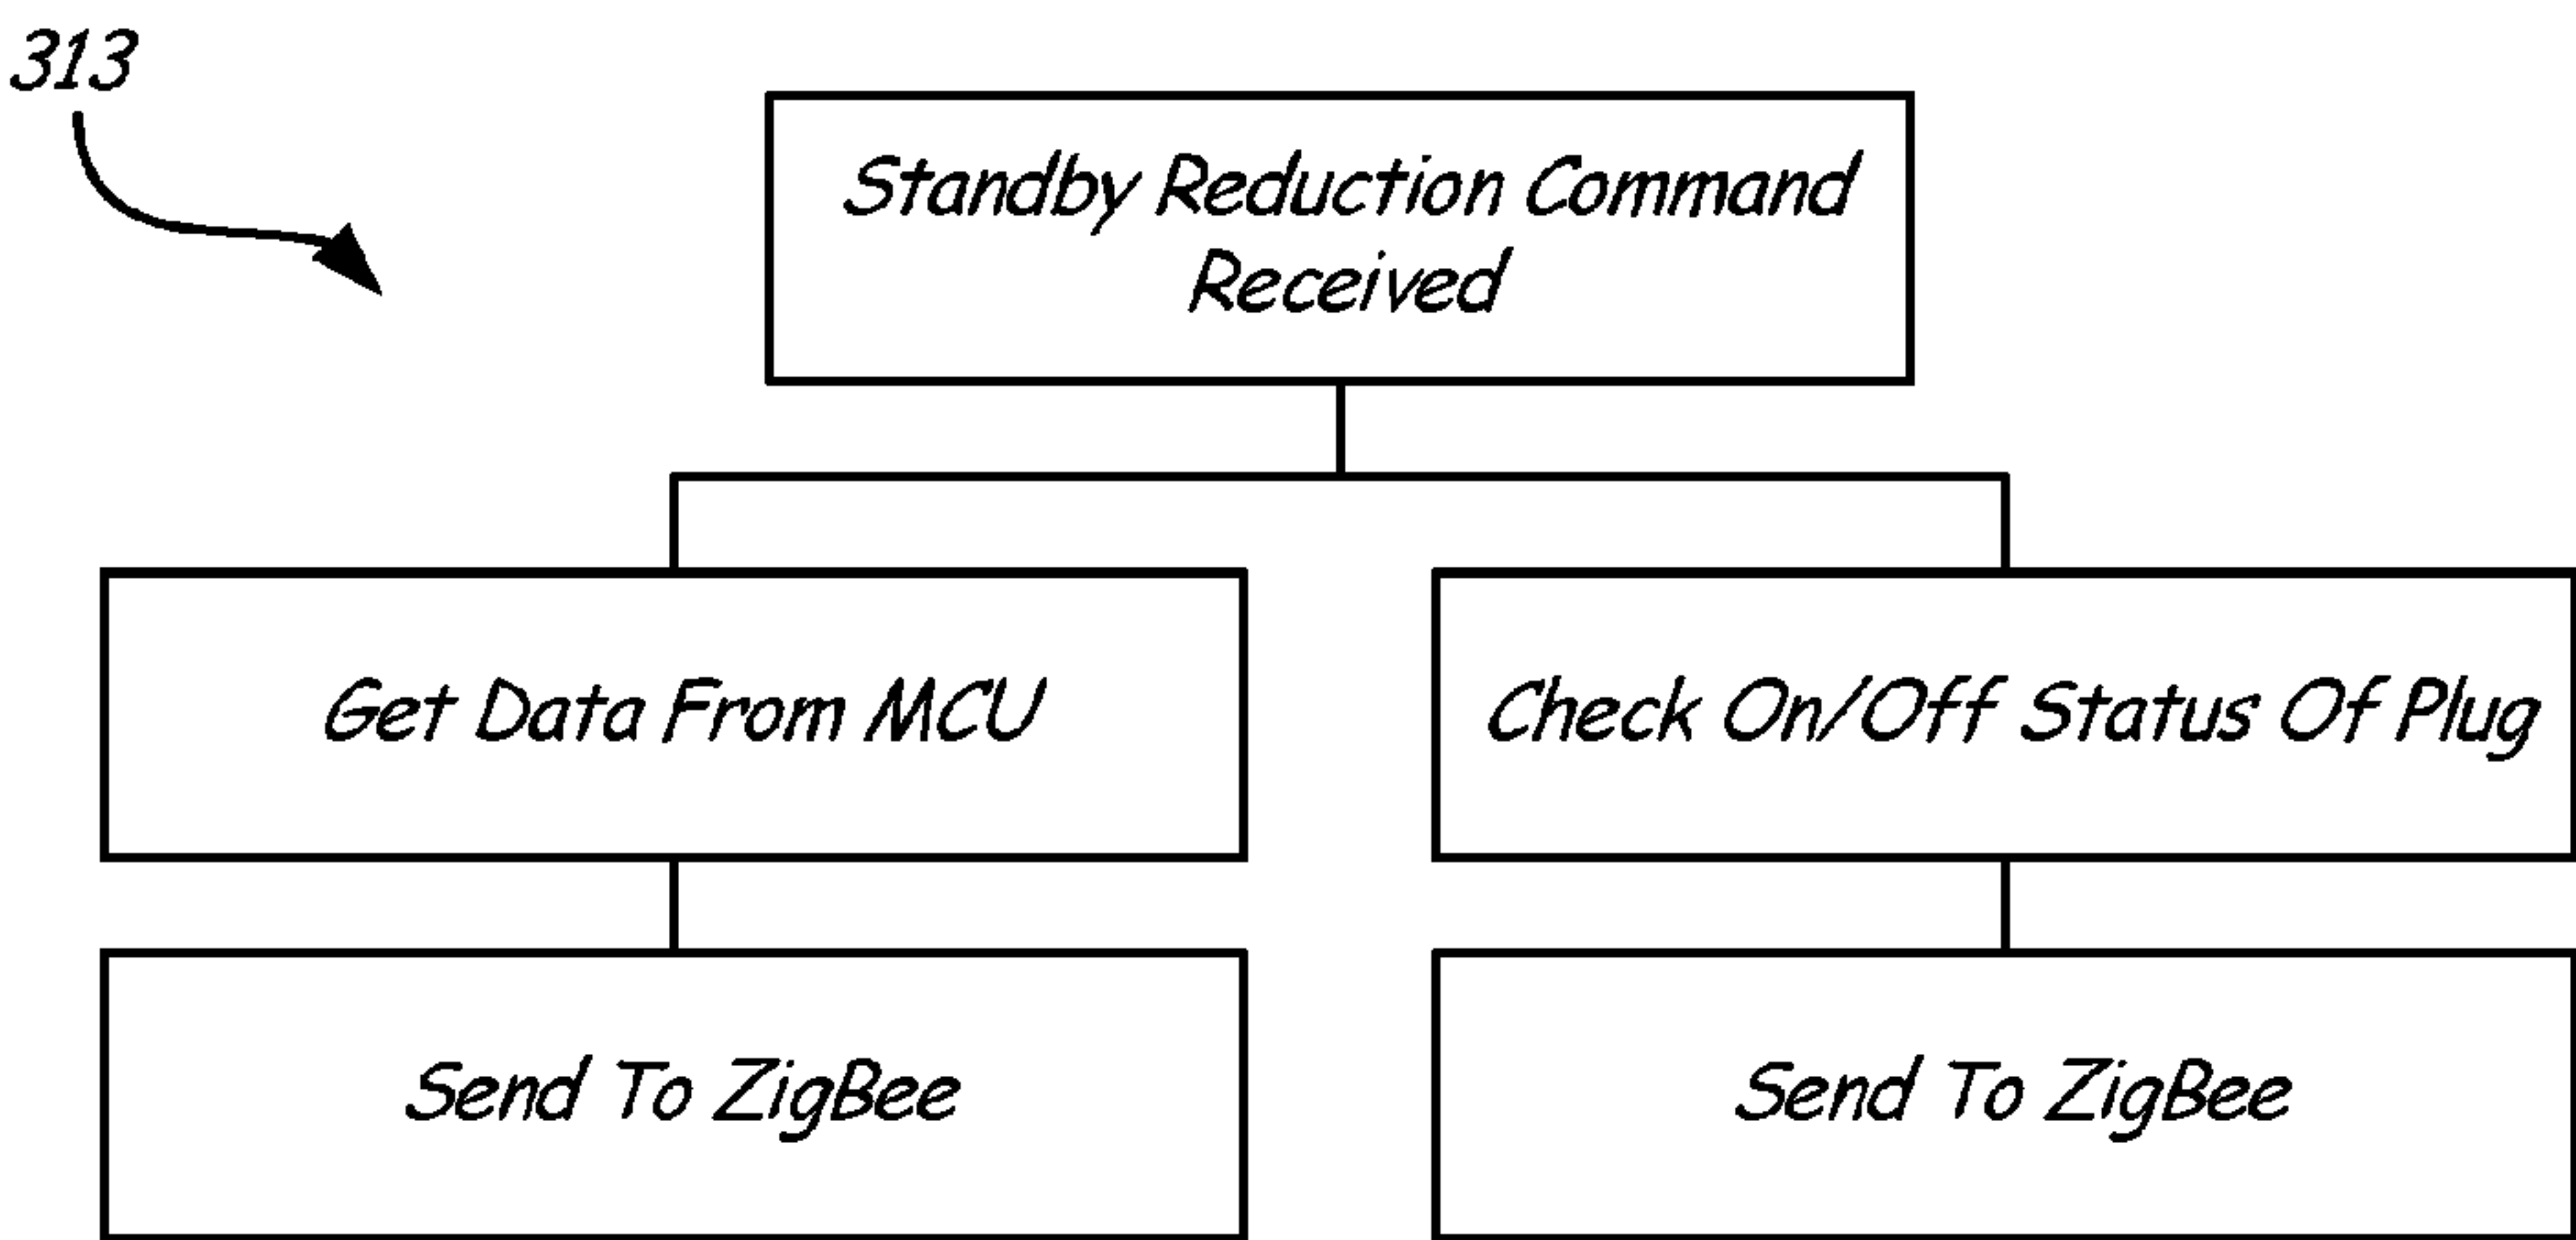 313
Standby Reduction Command
Received
Get Data From MCU
Check On/Off Status Of Plug
Send To ZigBee
Send To ZigBee